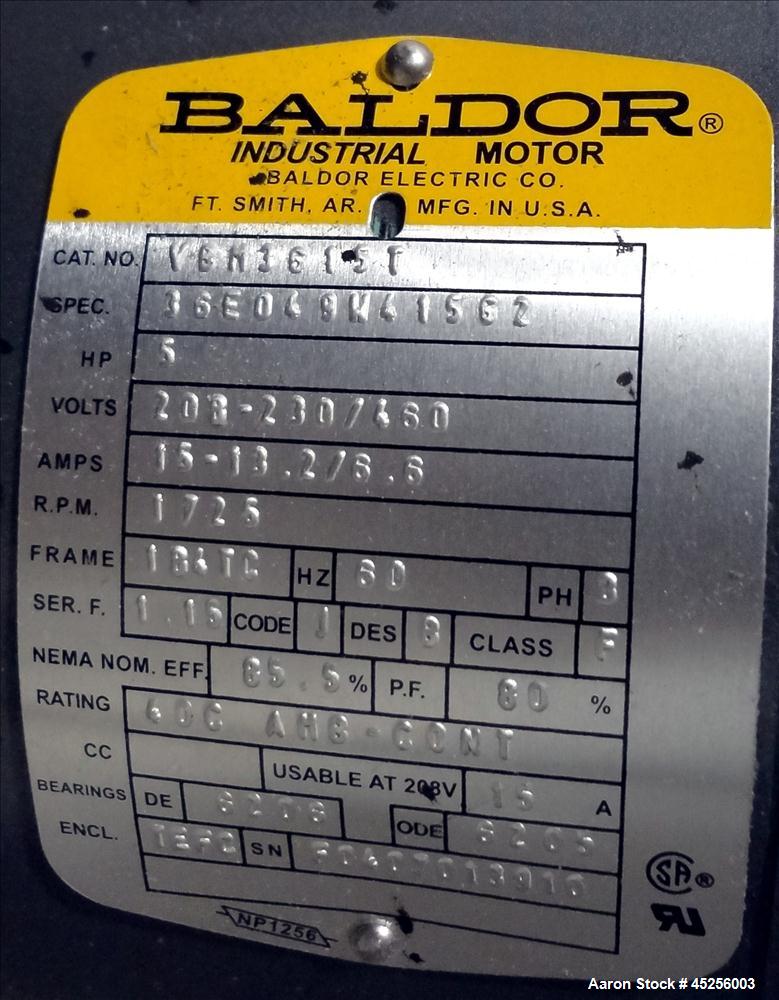 BALDOR®
INDUSTRIAL MOTOR
BALDOR ELECTRIC CO.
FT. SMITH, AR. MFG. IN U.S.A.
CAT. NO. VBM3615T
SPEC. 36E049W415G2
HP 5
VOLTS 208-230/460
AMPS 15-13.2/6.6
R.P.M. 1725
FRAME 184TC HZ 60 PH 3
SER. F. 1.15 CODE J DES B CLASS F
NEMA NOM. EFF. 85.5 % P.F. 80 %
RATING 40C AMB-CONT
CC USABLE AT 208V 15 A
BEARINGS DE 6206 ODE 6205
ENCL. TEFC SN
NP1256
SA ®
Aaron Stock # 45256003